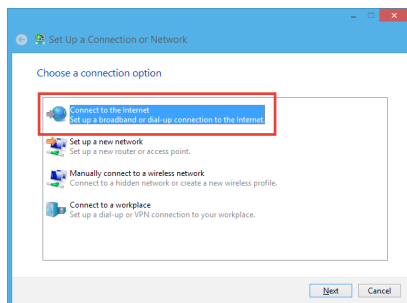 Set Up a Connection or Network
Choose a connection option
Connect to the Internet
Set up a broadband or dial-up connection to the Internet.
Set up a new network
Set up a new router or access point.
Manually connect to a wireless network
Connect to a hidden network or create a new wireless profile.
Connect to a workplace
Set up a dial-up or VPN connection to your workplace.
Next Cancel